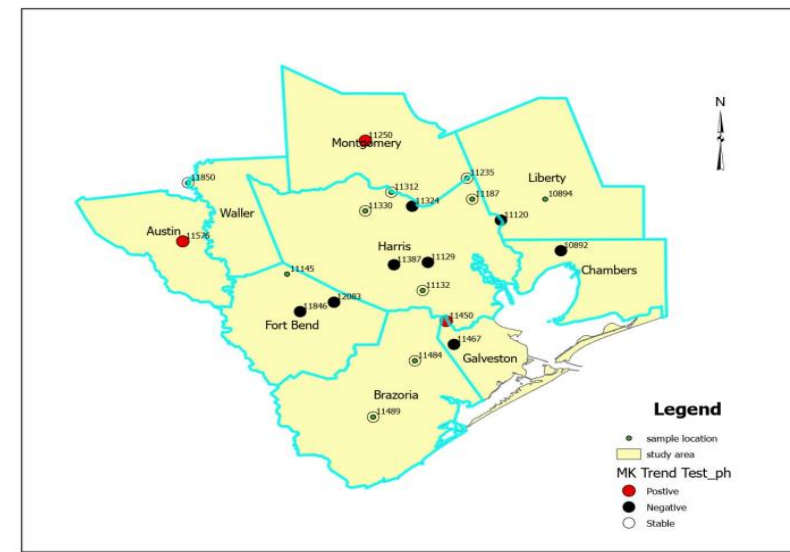 N
11250
Montgomery
11850
11235
Liberty
11312
11187
10894
11330
11324
Waller
11120
Austin
11576
Harris
10892
11387
11129
Chambers
11145
11132
12083
11846
11450
Fort Bend
11467
Galveston
11484
Brazoria
11489
Legend
sample location
study area
MK Trend Test_ph
Postive
Negative
Stable